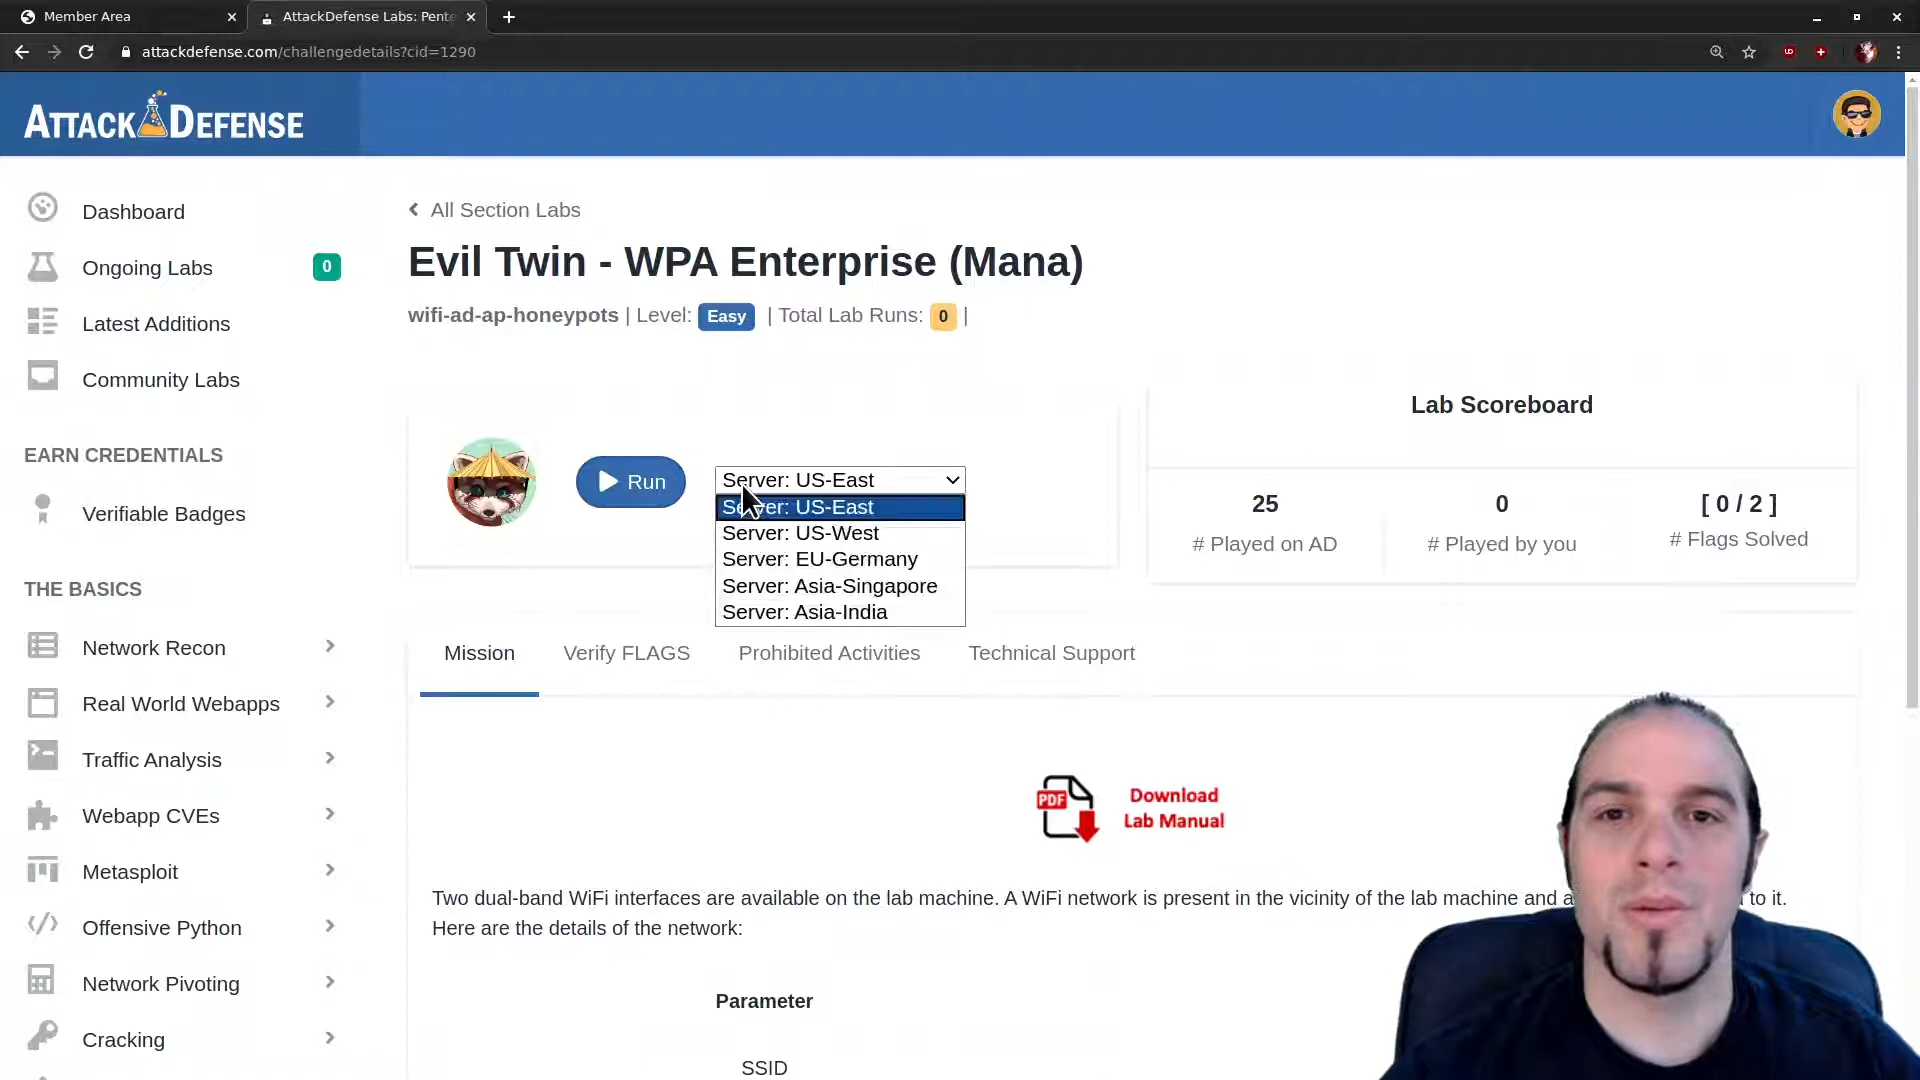 Member Area
AttackDefense Labs: Pente
attackdefense.com/challengedetails?cid=1290
ATTACK DEFENSE
Dashboard
Ongoing Labs 0
Latest Additions
Community Labs
EARN CREDENTIALS
Verifiable Badges
THE BASICS
Network Recon
Real World Webapps
Traffic Analysis
Webapp CVEs
Metasploit
Offensive Python
Network Pivoting
Cracking
All Section Labs
Evil Twin - WPA Enterprise (Mana)
wifi-ad-ap-honeypots | Level: Easy | Total Lab Runs: 0 |
Run
Server: US-East
Server: US-East
Server: US-West
Server: EU-Germany
Server: Asia-Singapore
Server: Asia-India
Lab Scoreboard
25 0 [ 0 / 2 ]
# Played on AD # Played by you # Flags Solved
Mission Verify FLAGS Prohibited Activities Technical Support
PDF
Download
Lab Manual
Two dual-band WiFi interfaces are available on the lab machine. A WiFi network is present in the vicinity of the lab machine and a to it.
Here are the details of the network:
Parameter
SSID